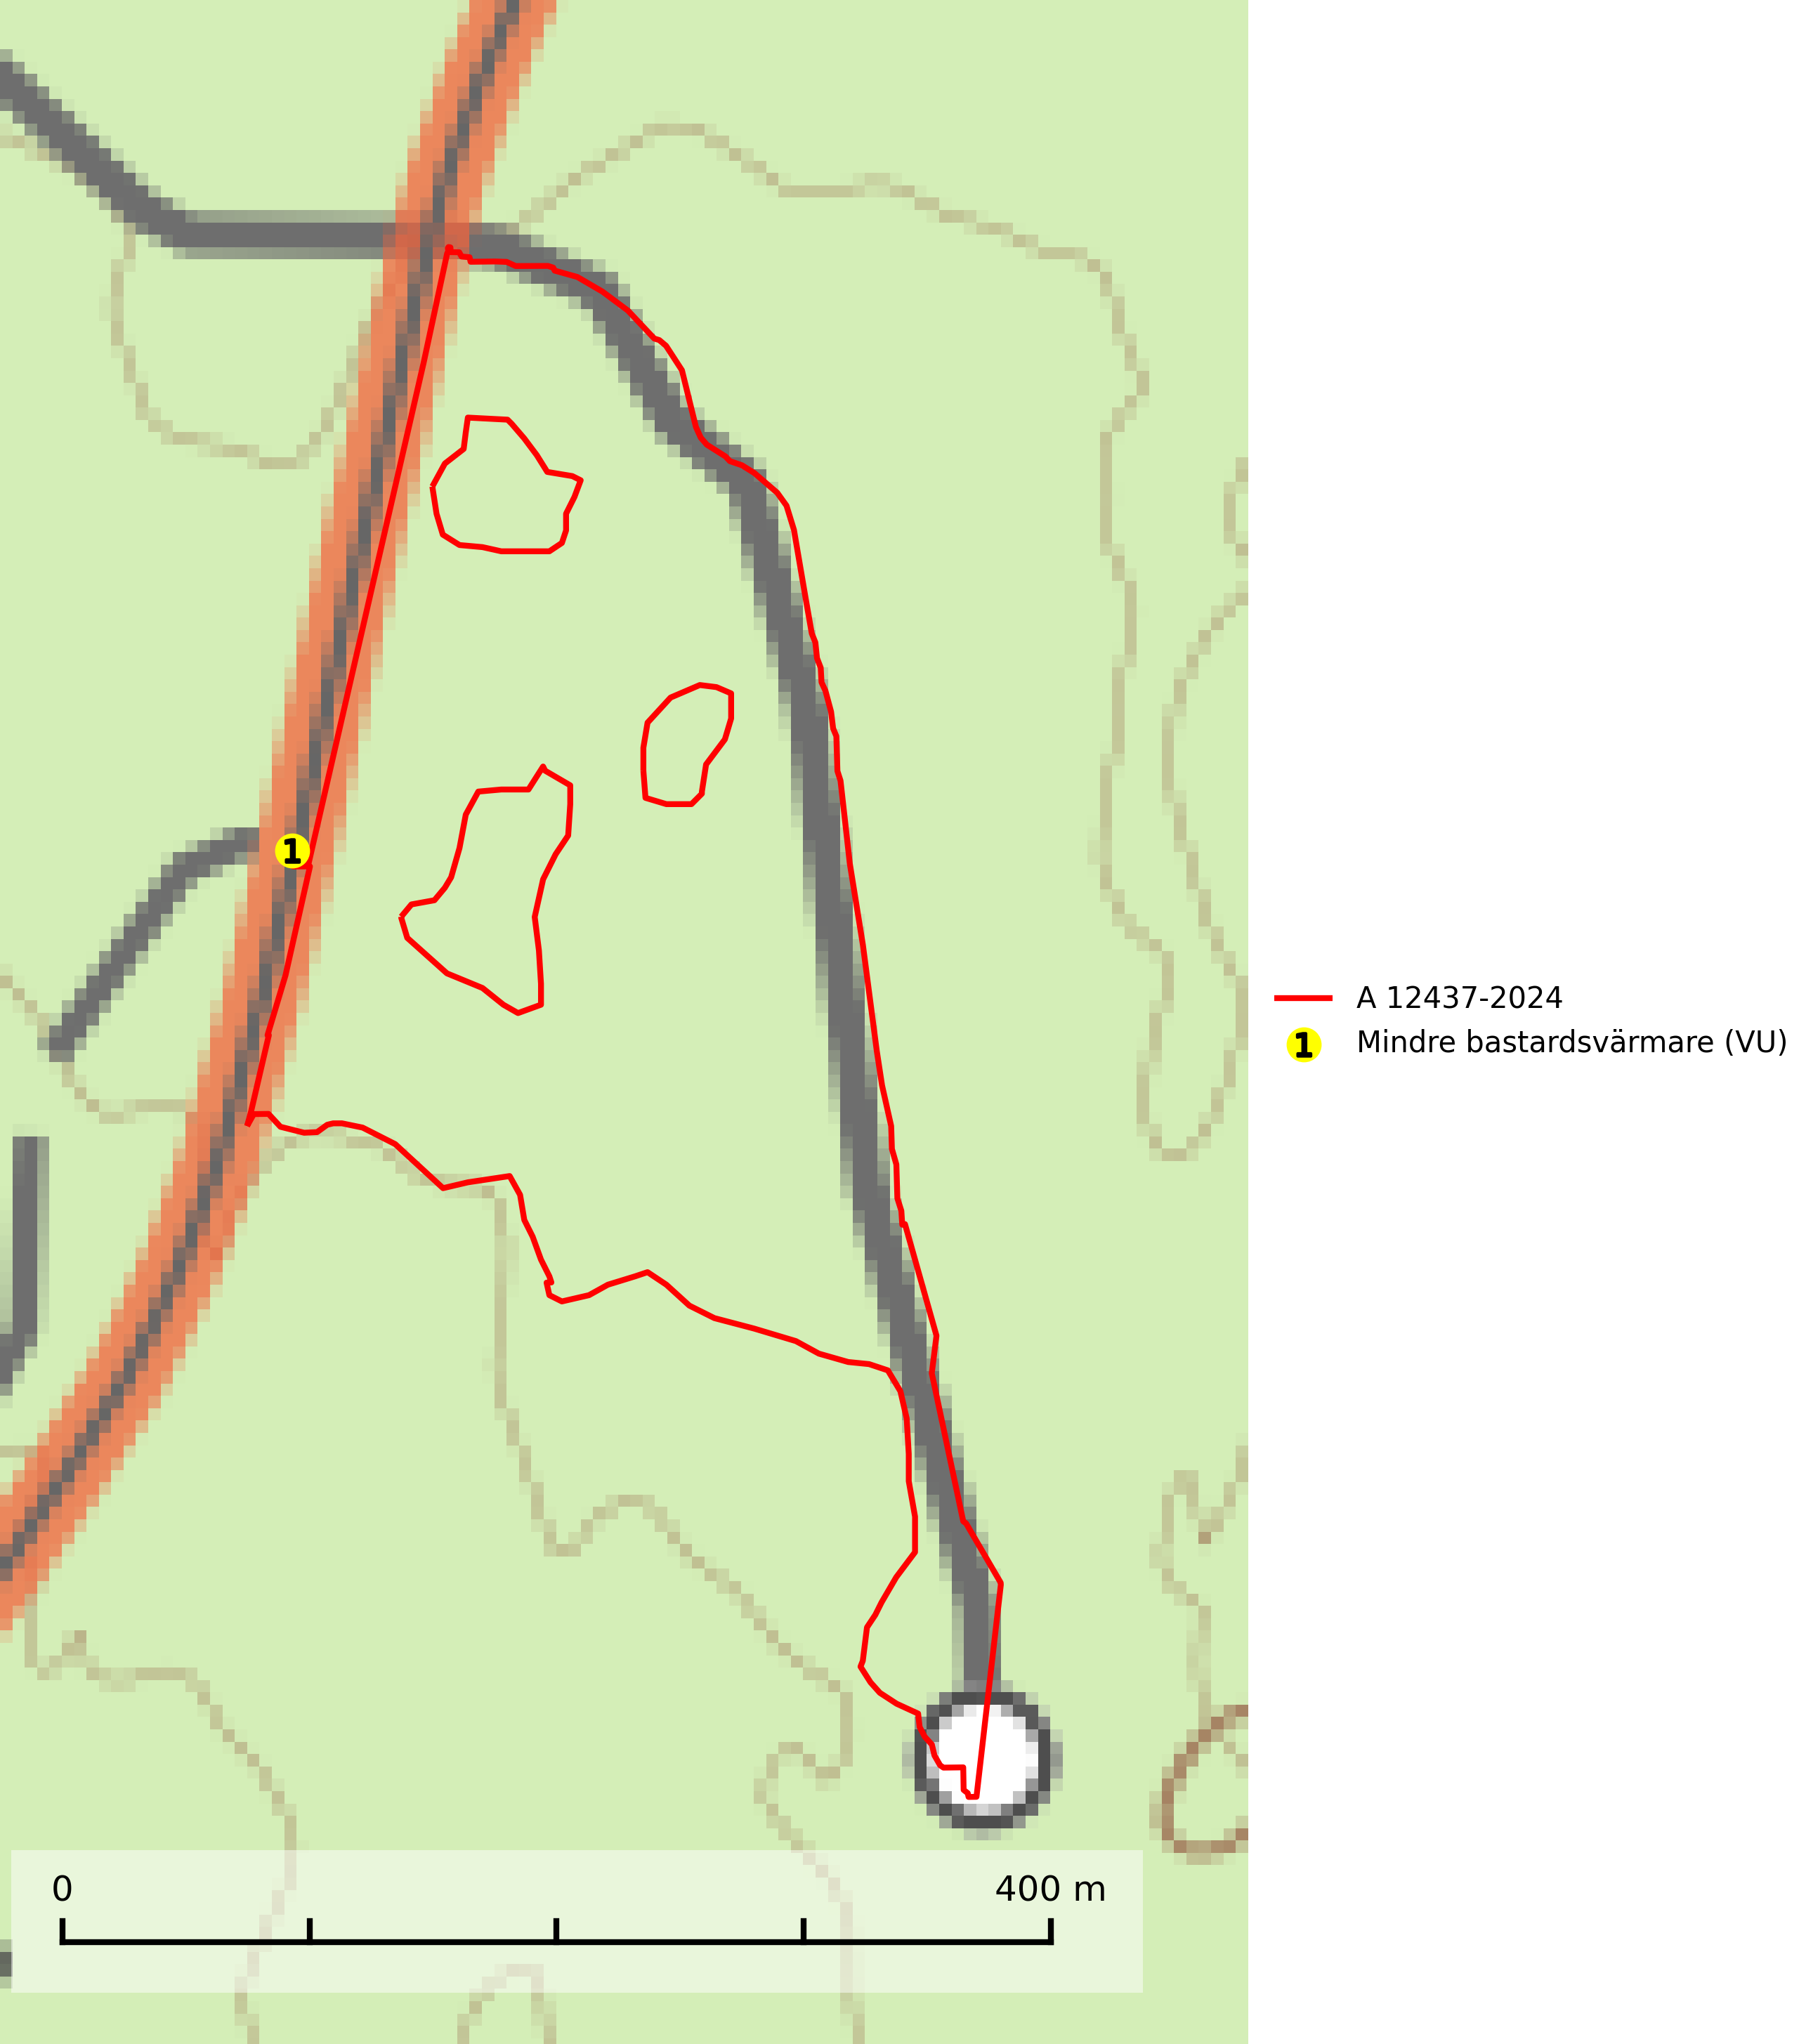 1
A 12437-2024
1 Mindre bastardsvärmare (VU)
0 400 m